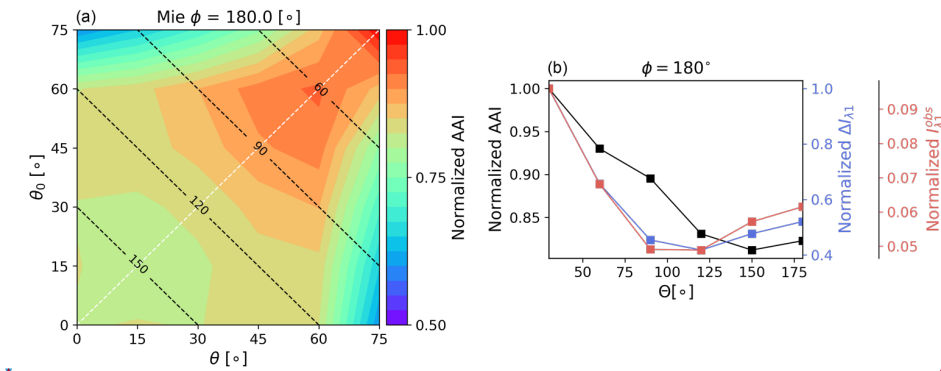 (a)
Mie ϕ = 180.0 [∘]
75
60
45
30
15
0
θ₀ [∘]
0 15 30 45 60 75
θ [∘]
60
90
120
150
1.00
0.75
0.50
Normalized AAI
(b)
ϕ = 180°
1.00
0.95
0.90
0.85
Normalized AAI
50 75 100 125 150 175
Θ[∘]
1.0
0.8
0.6
0.4
Normalized ΔI_λ1
0.09
0.08
0.07
0.06
0.05
Normalized I_λ1^obs